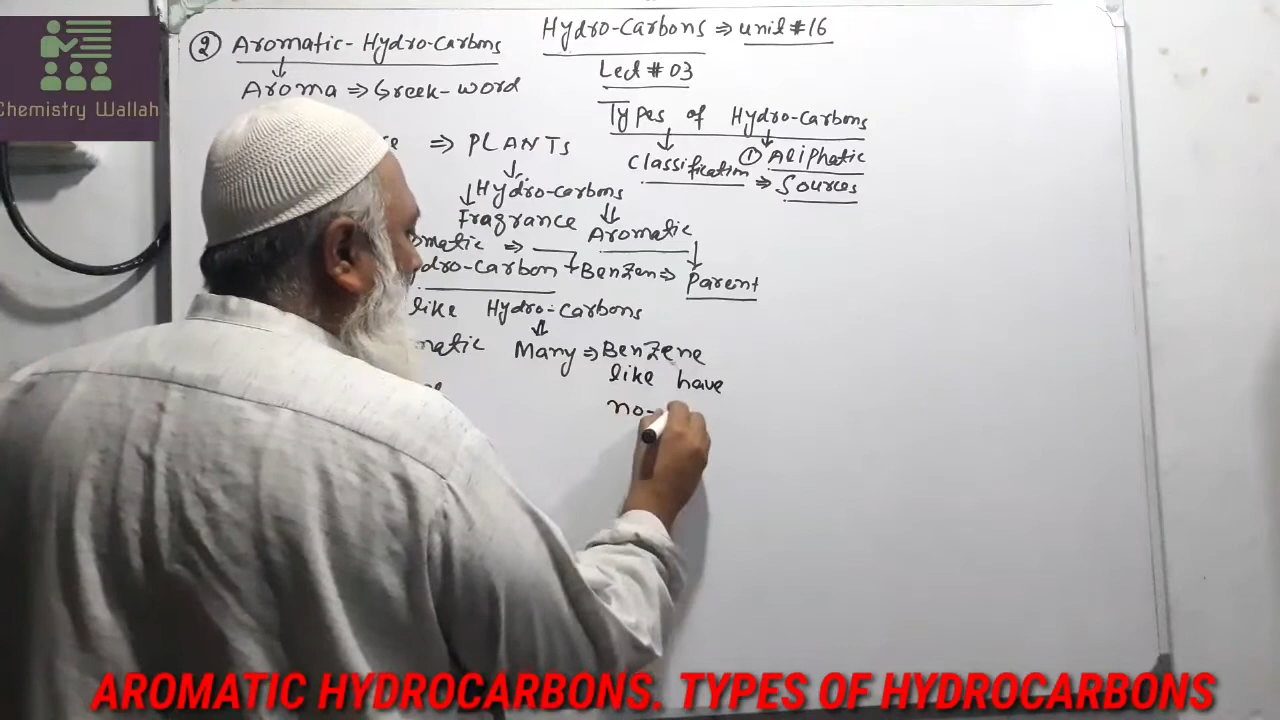 Chemistry Wallah
Hydro-Carbons ⇒ unit #16
Lect # 03
② Aromatic-Hydro-Carbons
↓
Aroma ⇒ Greek-word
⇒ PLANTS
↓
Hydro-carbons
↓ Fragrance ⇓
Aromatic
↓
⇒ Benzen ⇒ Parent
like Hydro-Carbons
⇓
Many ⇒ Benzene
like have
no-
Types of Hydro-Carbons
↓ ↓
Classification ① Aliphatic
⇒ Sources
AROMATIC HYDROCARBONS. TYPES OF HYDROCARBONS